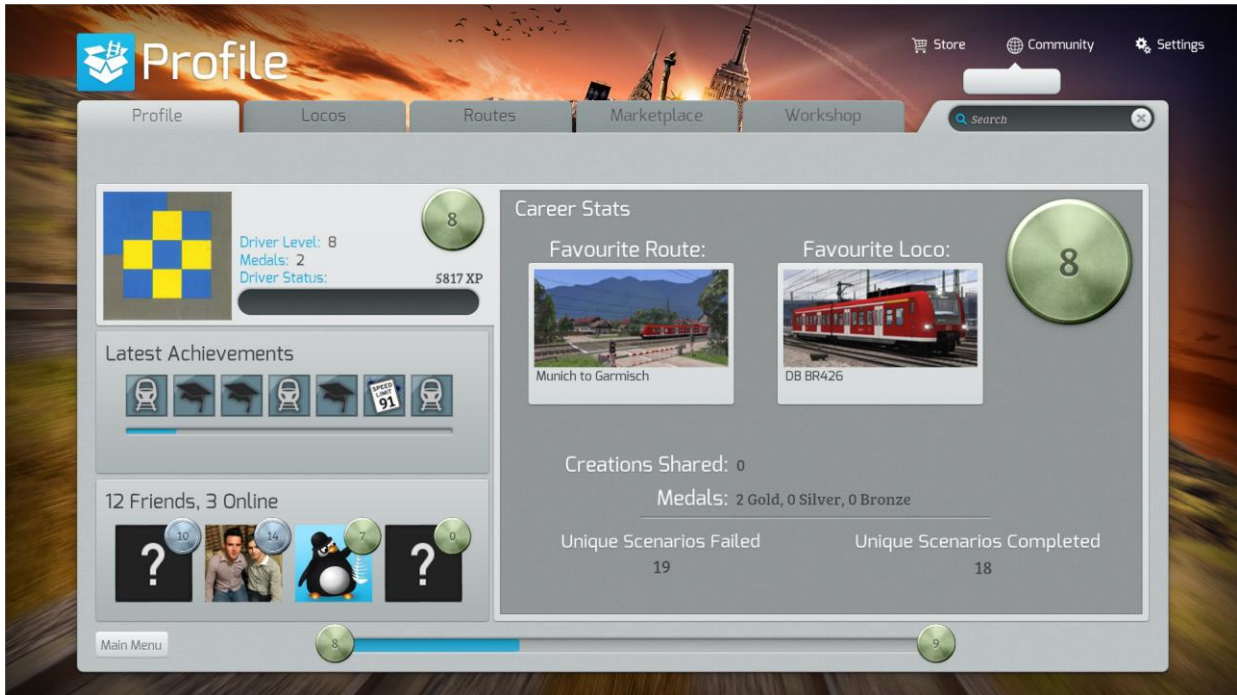 Profile
Store
Community
Settings
Profile
Locos
Routes
Marketplace
Workshop
Search
8
Driver Level: 8
Medals: 2
Driver Status:
5817 XP
Latest Achievements
SPEED
LIMIT
91
12 Friends, 3 Online
10
14
7
0
Career Stats
8
Favourite Route:
Munich to Garmisch
Favourite Loco:
DB BR426
Creations Shared: 0
Medals: 2 Gold, 0 Silver, 0 Bronze
Unique Scenarios Failed
19
Unique Scenarios Completed
18
Main Menu
8
9